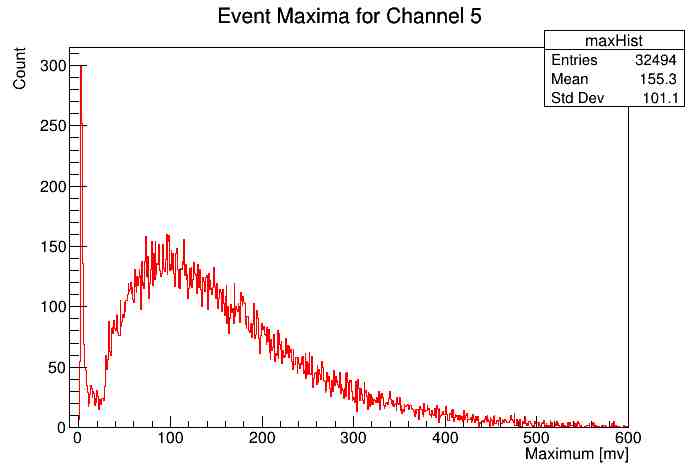 Event Maxima for Channel 5
maxHist
Entries 32494
Mean 155.3
Std Dev 101.1
Count
300
250
200
150
100
50
0
0 100 200 300 400 500 600
Maximum [mv]